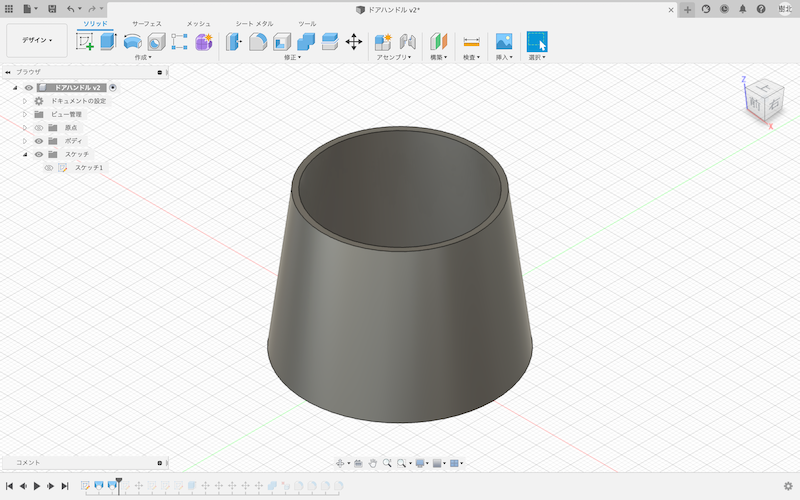 ドアハンドル v2*
樹北
ソリッド
サーフェス
メッシュ
シート メタル
ツール
デザイン
作成
修正
アセンブリ
構築
検査
挿入
選択
ブラウザ
ドアハンドル v2
ドキュメントの設定
ビュー管理
原点
ボディ
スケッチ
スケッチ1
Z
上
前
右
X
コメント